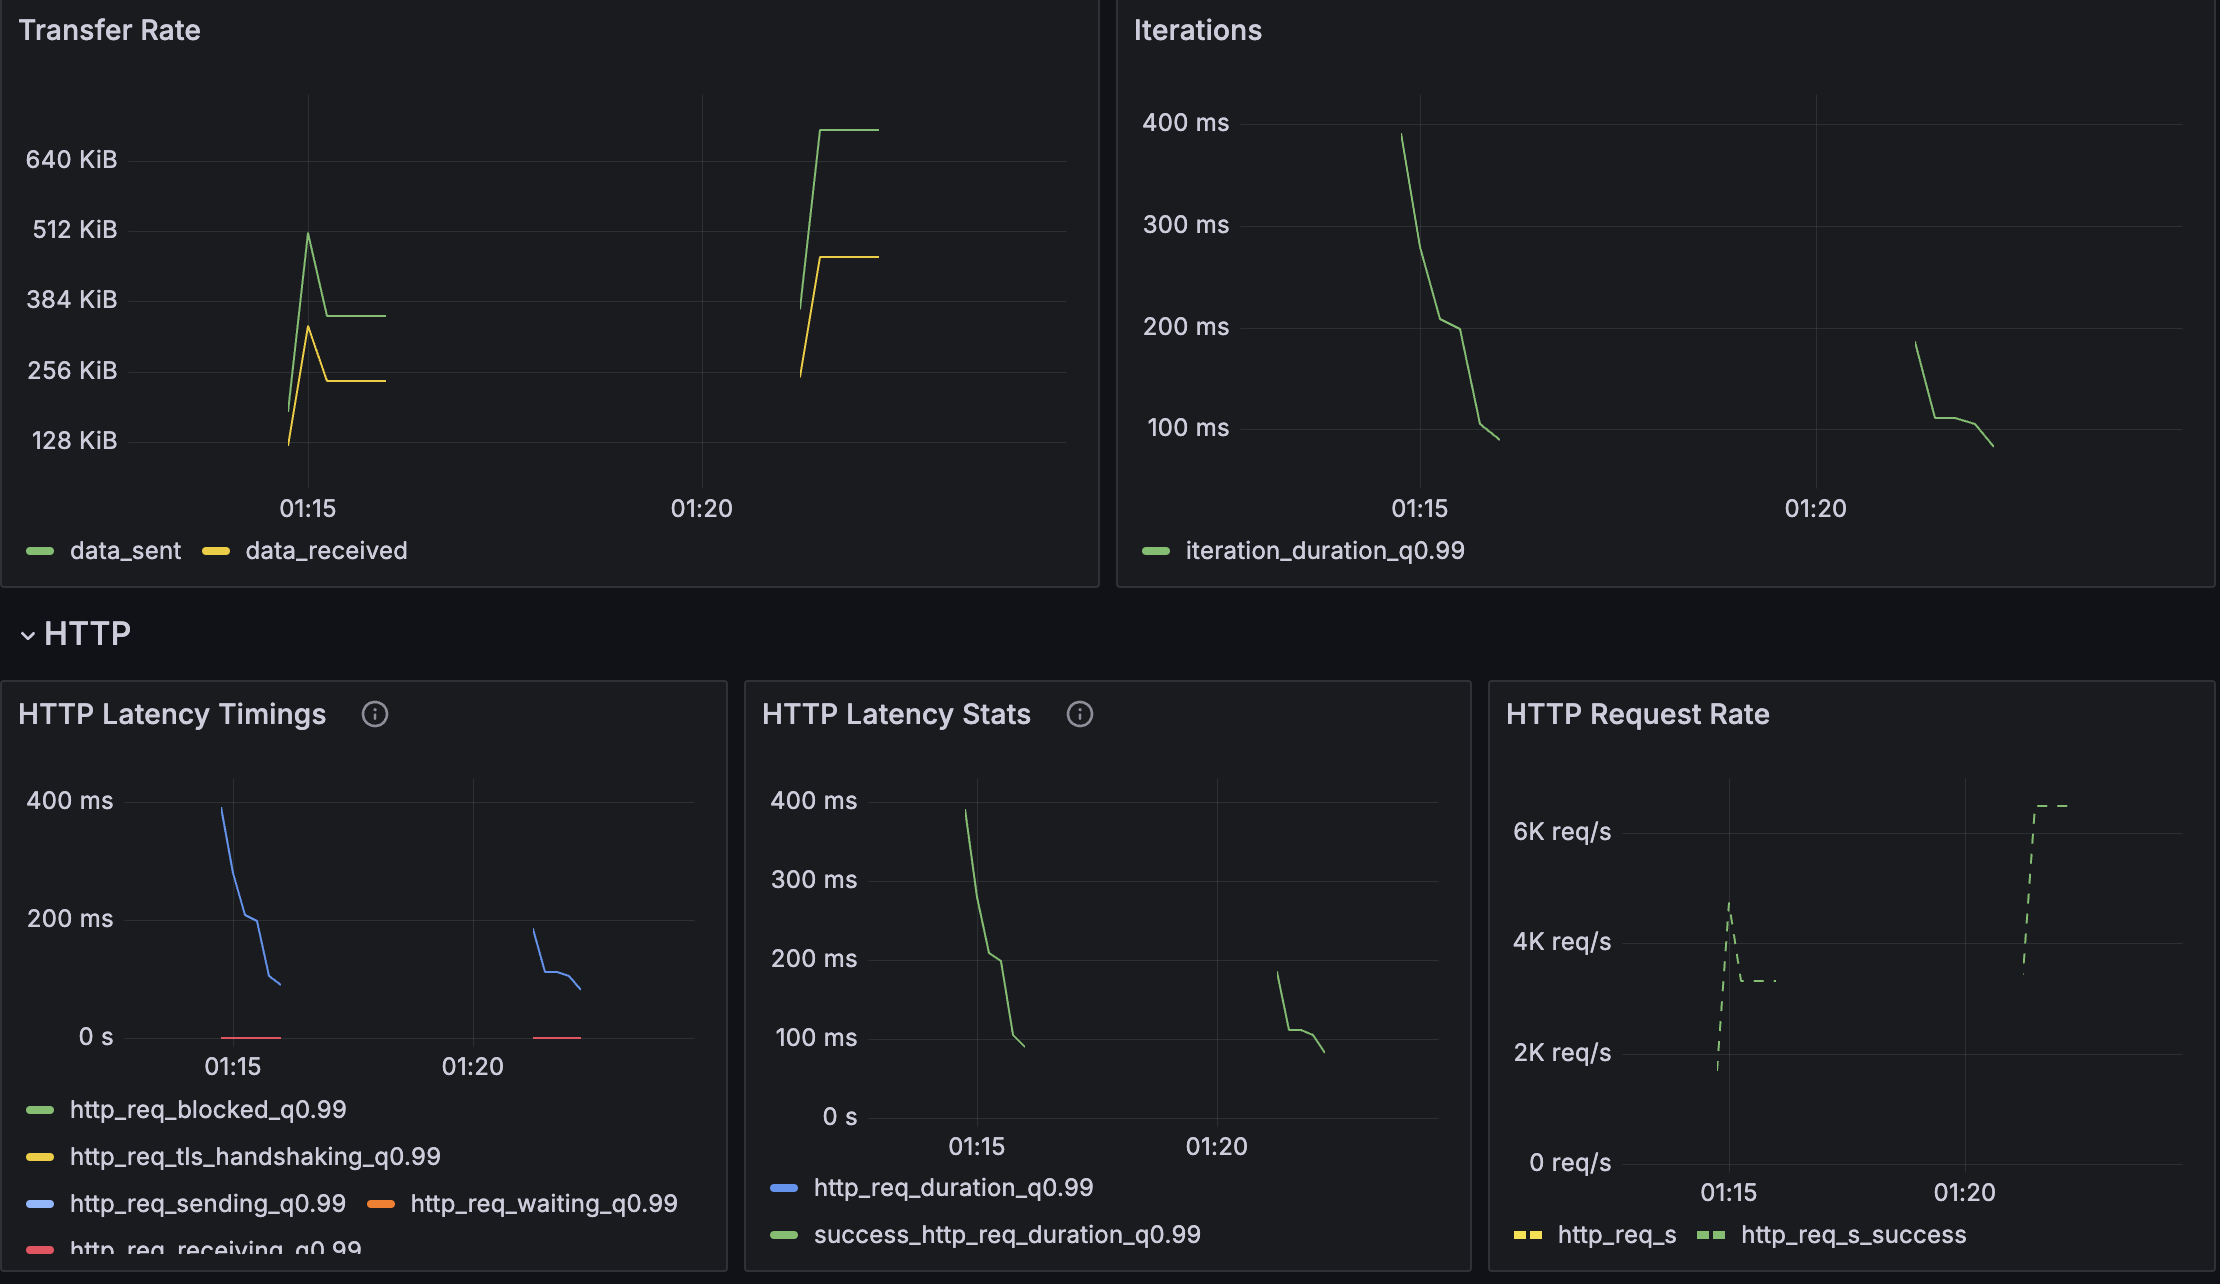 Transfer Rate
640 KiB
512 KiB
384 KiB
256 KiB
128 KiB
01:15 01:20
data_sent data_received
Iterations
400 ms
300 ms
200 ms
100 ms
01:15 01:20
iteration_duration_q0.99
HTTP
HTTP Latency Timings
400 ms
200 ms
0 s
01:15 01:20
http_req_blocked_q0.99
http_req_tls_handshaking_q0.99
http_req_sending_q0.99 http_req_waiting_q0.99
http_req_receiving_q0.99
HTTP Latency Stats
400 ms
300 ms
200 ms
100 ms
0 s
01:15 01:20
http_req_duration_q0.99
success_http_req_duration_q0.99
HTTP Request Rate
6K req/s
4K req/s
2K req/s
0 req/s
01:15 01:20
http_req_s http_req_s_success